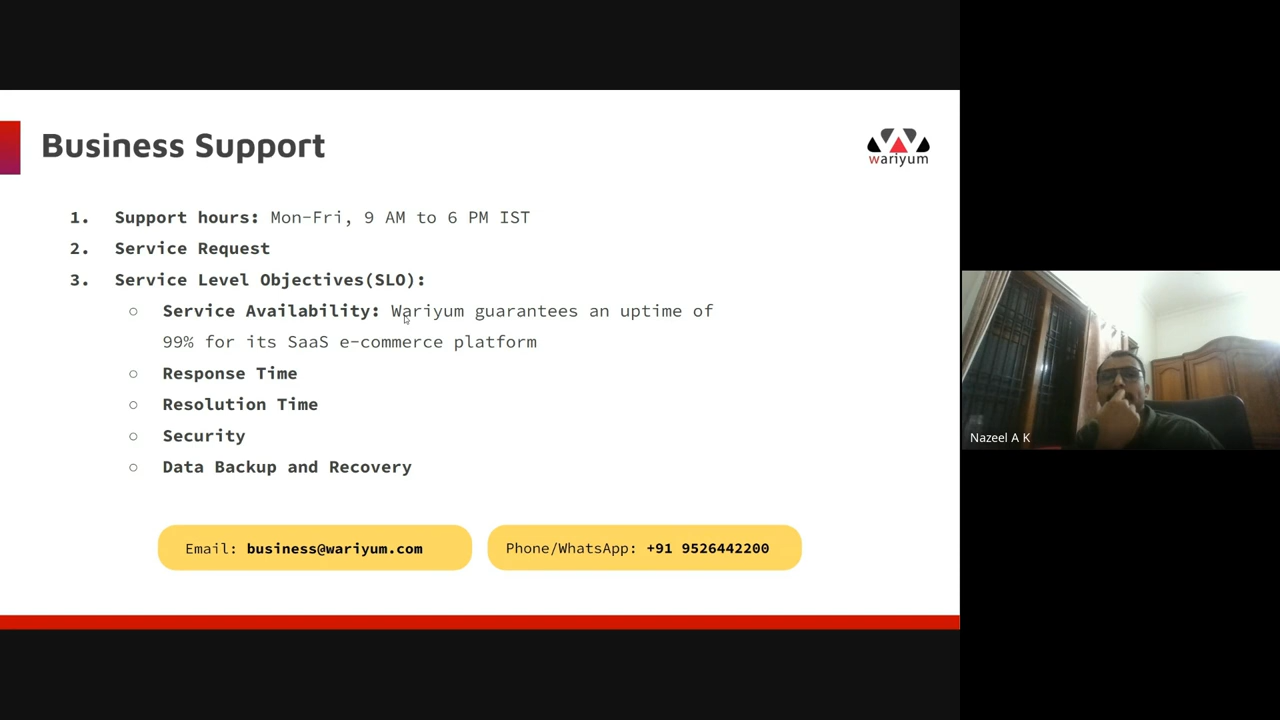 Business Support
wariyum
1. Support hours: Mon-Fri, 9 AM to 6 PM IST
2. Service Request
3. Service Level Objectives(SLO):
○ Service Availability: Wariyum guarantees an uptime of
99% for its SaaS e-commerce platform
○ Response Time
○ Resolution Time
○ Security
○ Data Backup and Recovery
Email: business@wariyum.com
Phone/WhatsApp: +91 9526442200
Nazeel A K